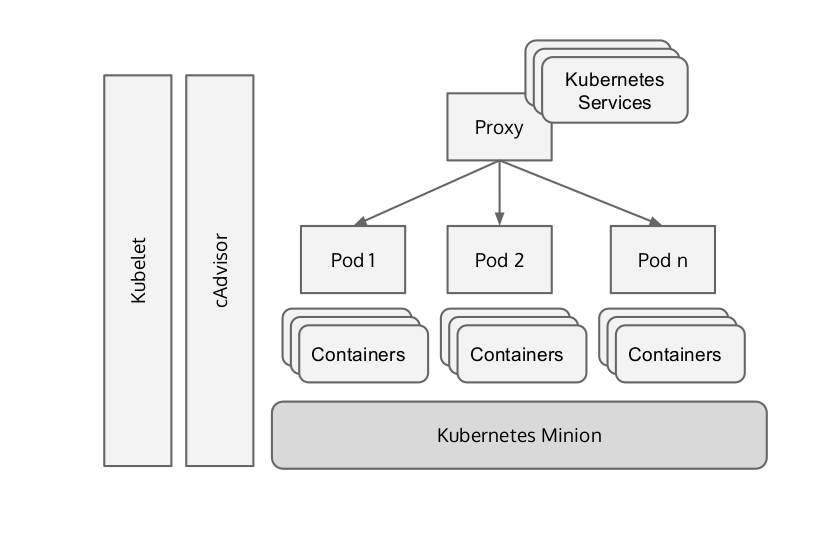 Kubernetes
Services
Proxy
Kubelet
cAdvisor
Pod 1
Pod 2
Pod n
Containers
Containers
Containers
Kubernetes Minion